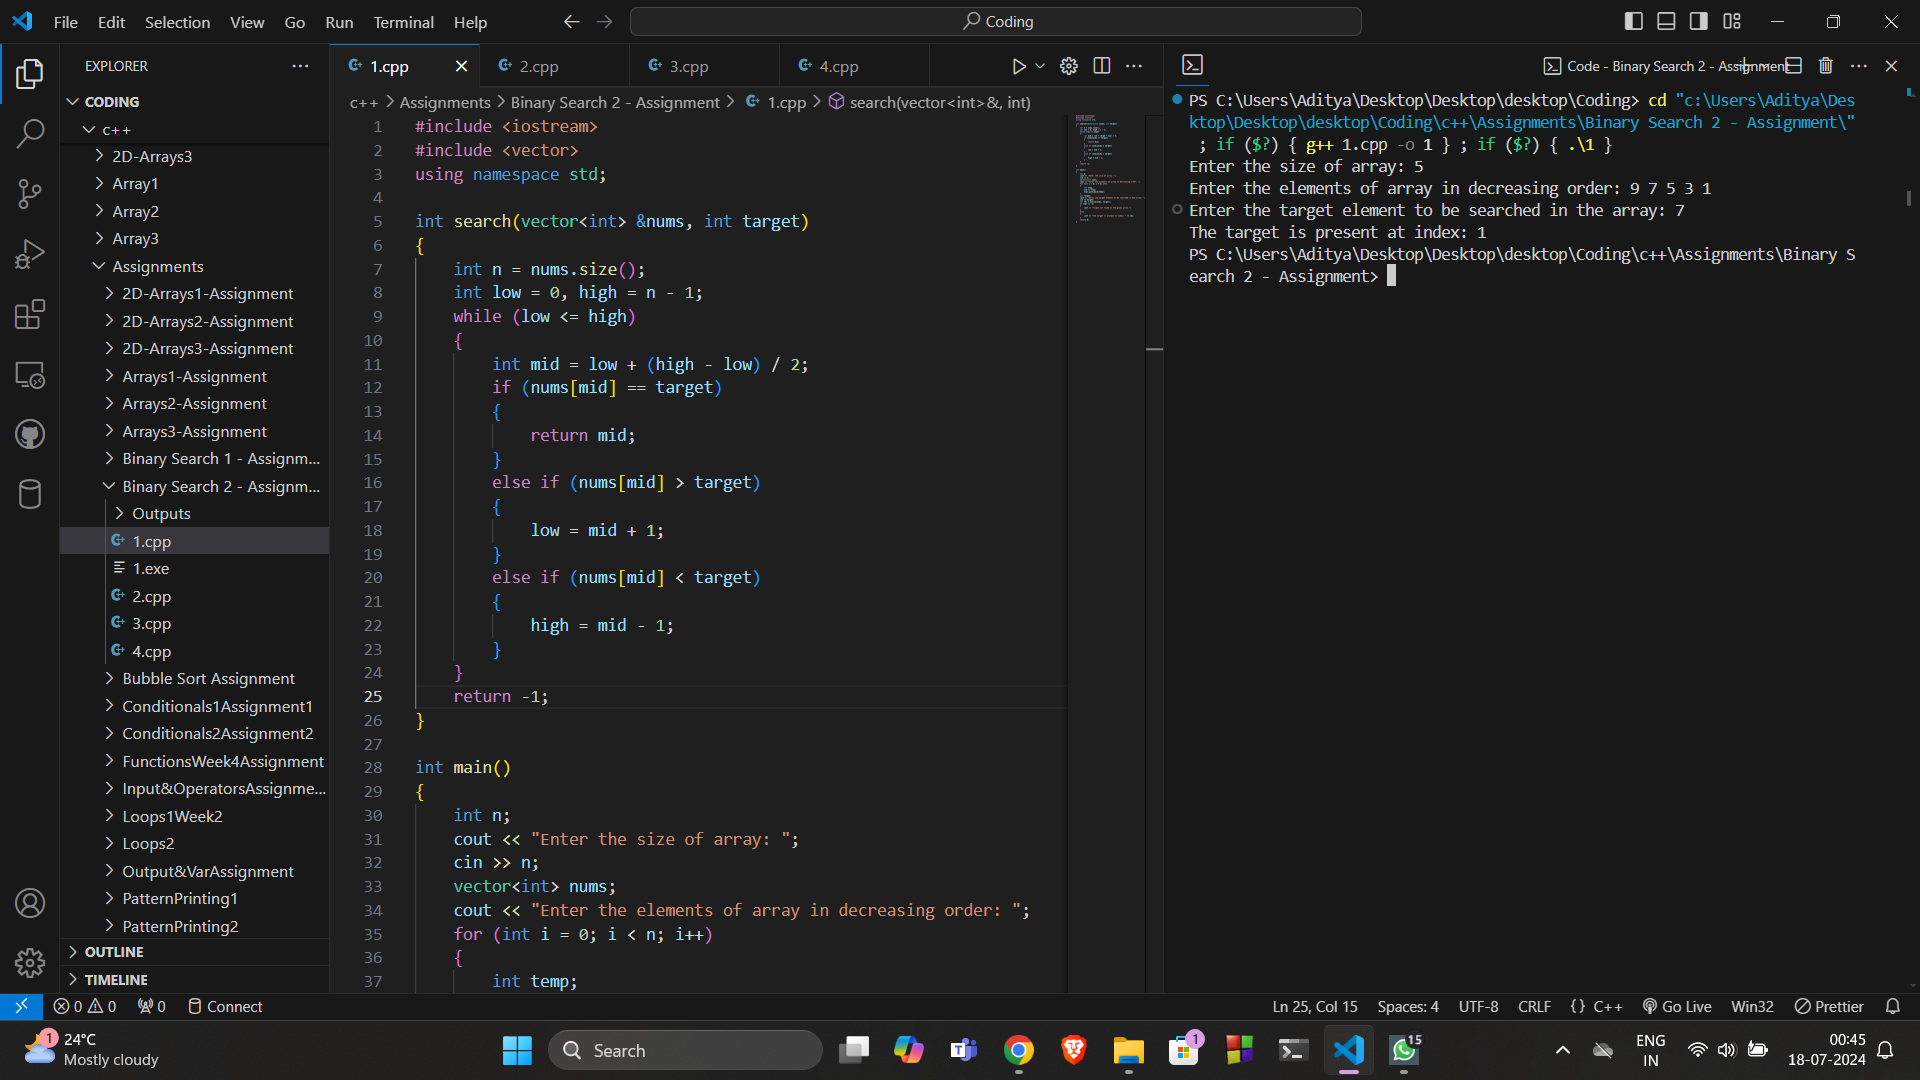 File Edit Selection View Go Run Terminal Help
Coding
EXPLORER
CODING
c++
2D-Arrays3
Array1
Array2
Array3
Assignments
2D-Arrays1-Assignment
2D-Arrays2-Assignment
2D-Arrays3-Assignment
Arrays1-Assignment
Arrays2-Assignment
Arrays3-Assignment
Binary Search 1 - Assignm...
Binary Search 2 - Assignm...
Outputs
1.cpp
1.exe
2.cpp
3.cpp
4.cpp
Bubble Sort Assignment
Conditionals1Assignment1
Conditionals2Assignment2
FunctionsWeek4Assignment
Input&OperatorsAssignme...
Loops1Week2
Loops2
Output&VarAssignment
PatternPrinting1
PatternPrinting2
OUTLINE
TIMELINE
1.cpp 2.cpp 3.cpp 4.cpp
c++ > Assignments > Binary Search 2 - Assignment > 1.cpp > search(vector<int>&, int)
1 #include <iostream>
2 #include <vector>
3 using namespace std;
4
5 int search(vector<int> &nums, int target)
6 {
7     int n = nums.size();
8     int low = 0, high = n - 1;
9     while (low <= high)
10     {
11         int mid = low + (high - low) / 2;
12         if (nums[mid] == target)
13         {
14             return mid;
15         }
16         else if (nums[mid] > target)
17         {
18             low = mid + 1;
19         }
20         else if (nums[mid] < target)
21         {
22             high = mid - 1;
23         }
24     }
25     return -1;
26 }
27
28 int main()
29 {
30     int n;
31     cout << "Enter the size of array: ";
32     cin >> n;
33     vector<int> nums;
34     cout << "Enter the elements of array in decreasing order: ";
35     for (int i = 0; i < n; i++)
36     {
37         int temp;
Code - Binary Search 2 - Assignment
PS C:\Users\Aditya\Desktop\Desktop\desktop\Coding> cd "c:\Users\Aditya\Des
ktop\Desktop\desktop\Coding\c++\Assignments\Binary Search 2 - Assignment\"
; if ($?) { g++ 1.cpp -o 1 } ; if ($?) { .\1 }
Enter the size of array: 5
Enter the elements of array in decreasing order: 9 7 5 3 1
Enter the target element to be searched in the array: 7
The target is present at index: 1
PS C:\Users\Aditya\Desktop\Desktop\desktop\Coding\c++\Assignments\Binary S
earch 2 - Assignment>
0 0 0 Connect
Ln 25, Col 15 Spaces: 4 UTF-8 CRLF {} C++ Go Live Win32 Prettier
1
24°C
Mostly cloudy
Search
1
15
ENG
IN
00:45
18-07-2024